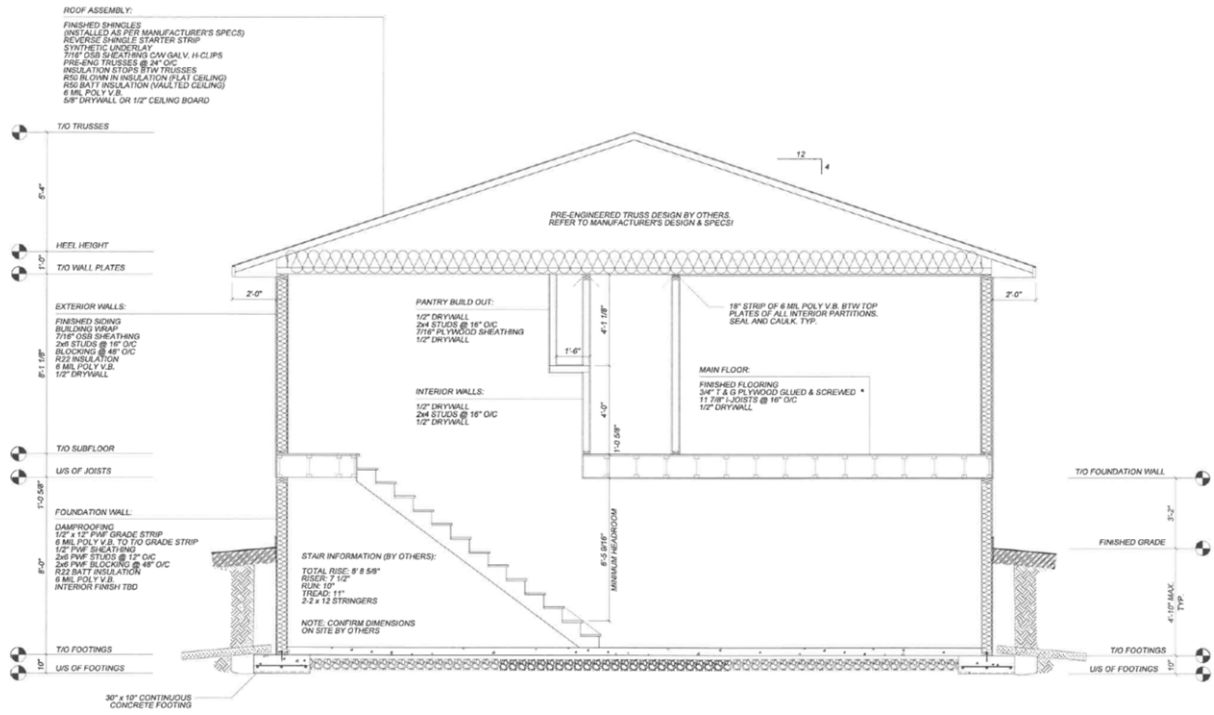 ROOF ASSEMBLY:
FINISHED SHINGLES
(INSTALLED AS PER MANUFACTURER'S SPECS)
REVERSE SHINGLE STARTER STRIP
SYNTHETIC UNDERLAY
7/16" OSB SHEATHING C/W GALV. H-CLIPS
PRE-ENG TRUSSES @ 24" O/C
INSULATION STOPS BTW TRUSSES
R50 BLOWN IN INSULATION (FLAT CEILING)
R50 BATT INSULATION (VAULTED CEILING)
6 MIL POLY V.B.
5/8" DRYWALL OR 1/2" CEILING BOARD
T/O TRUSSES
12
4
5'-4"
PRE-ENGINEERED TRUSS DESIGN BY OTHERS.
REFER TO MANUFACTURER'S DESIGN & SPECS!
HEEL HEIGHT
1'-0"
T/O WALL PLATES
2'-0"
2'-0"
EXTERIOR WALLS:
FINISHED SIDING
BUILDING WRAP
7/16" OSB SHEATHING
2x6 STUDS @ 16" O/C
BLOCKING @ 48" O/C
R22 INSULATION
6 MIL POLY V.B.
1/2" DRYWALL
8'-1 1/8"
PANTRY BUILD OUT:
1/2" DRYWALL
2x4 STUDS @ 16" O/C
7/16" PLYWOOD SHEATHING
1/2" DRYWALL
4'-1 1/8"
1'-6"
18" STRIP OF 6 MIL POLY V.B. BTW TOP
PLATES OF ALL INTERIOR PARTITIONS.
SEAL AND CAULK. TYP.
INTERIOR WALLS:
1/2" DRYWALL
2x4 STUDS @ 16" O/C
1/2" DRYWALL
4'-0"
MAIN FLOOR:
FINISHED FLOORING
3/4" T & G PLYWOOD GLUED & SCREWED
11 7/8" I-JOISTS @ 16" O/C
1/2" DRYWALL
T/O SUBFLOOR
1'-0 5/8"
U/S OF JOISTS
1'-0 5/8"
T/O FOUNDATION WALL
FOUNDATION WALL:
DAMPROOFING
1/2" x 12" PWF GRADE STRIP
6 MIL POLY V.B. TO T/O GRADE STRIP
1/2" PWF SHEATHING
2x6 PWF STUDS @ 12" O/C
2x6 PWF BLOCKING @ 48" O/C
R22 BATT INSULATION
6 MIL POLY V.B.
INTERIOR FINISH TBD
8'-0"
STAIR INFORMATION (BY OTHERS):
TOTAL RISE: 8' 8 5/8"
RISER: 7 1/2"
RUN: 10"
TREAD: 11"
2-2 x 12 STRINGERS
NOTE: CONFIRM DIMENSIONS
ON SITE BY OTHERS
6'-5 9/16"
MINIMUM HEADROOM
3'-2"
FINISHED GRADE
4'-10" MAX.
TYP.
T/O FOOTINGS
10"
U/S OF FOOTINGS
T/O FOOTINGS
10"
U/S OF FOOTINGS
30" x 10" CONTINUOUS
CONCRETE FOOTING